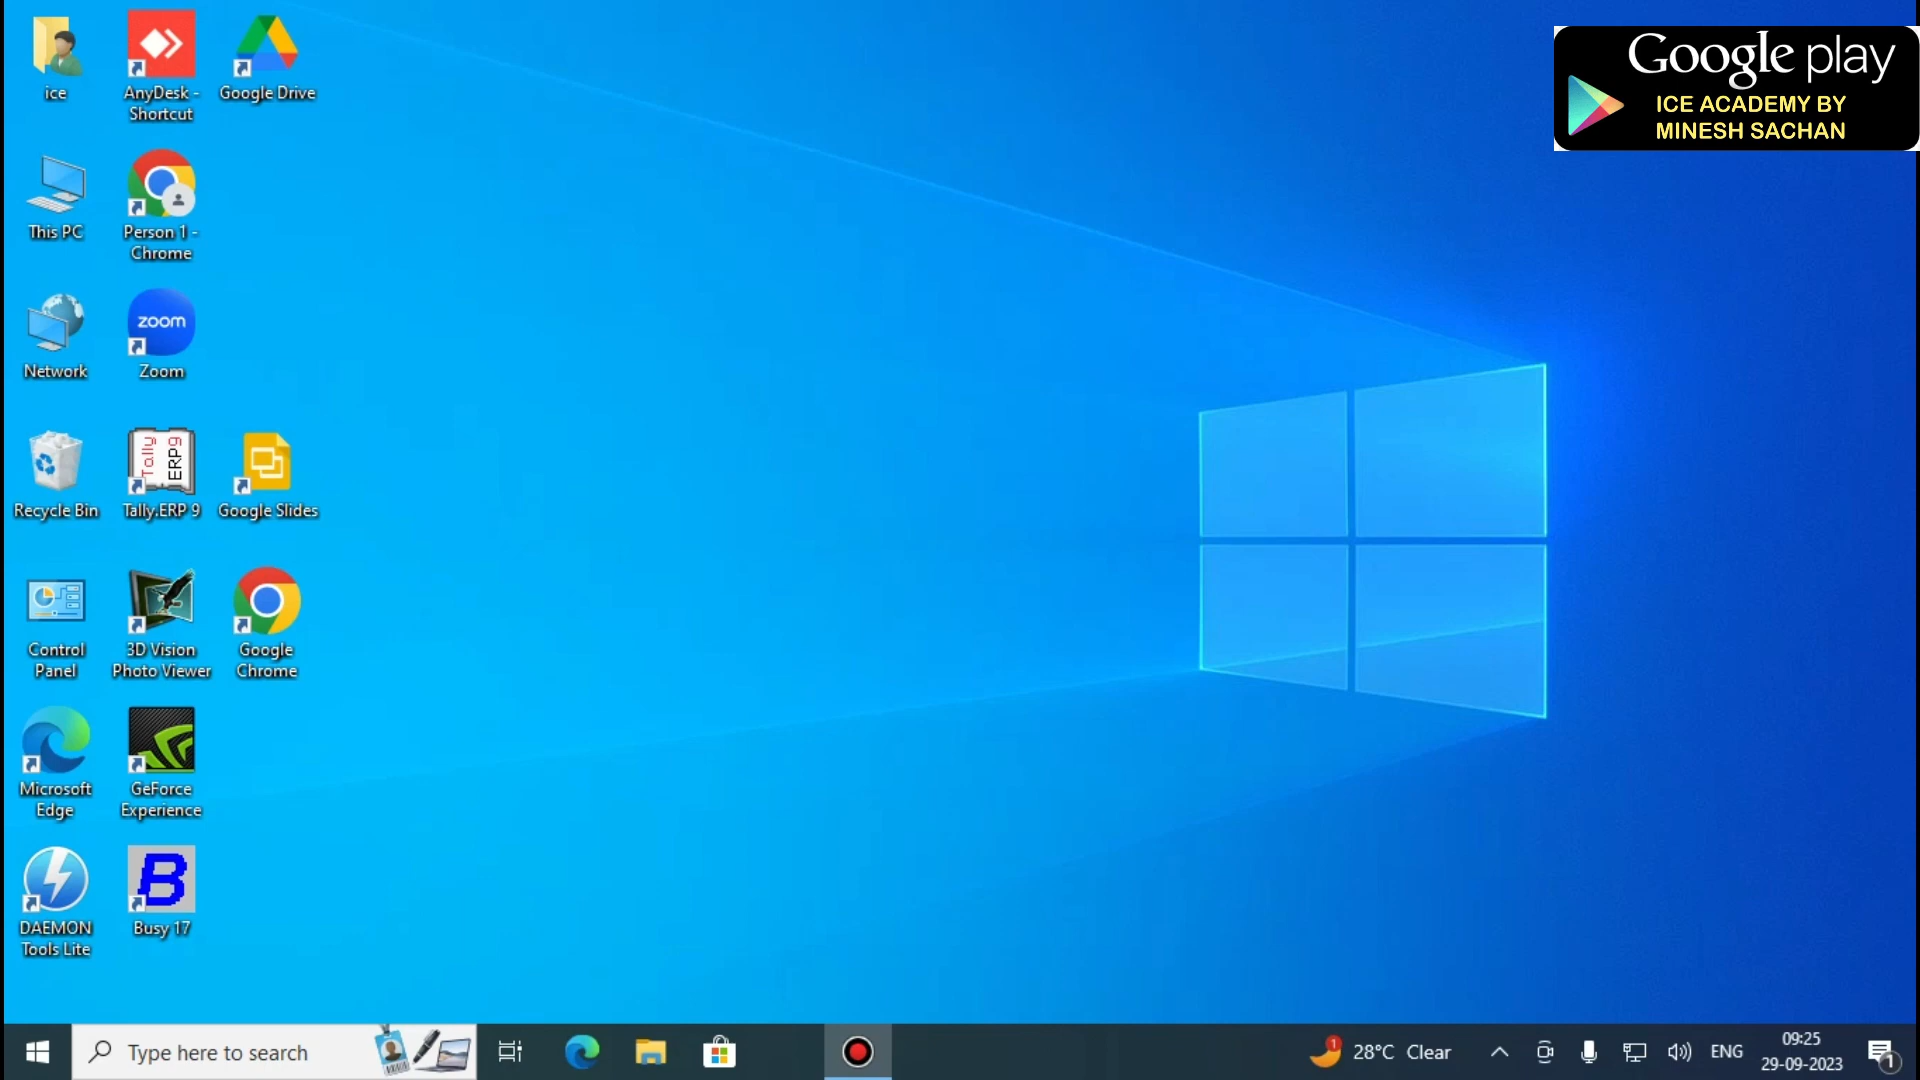 Google play
ICE ACADEMY BY
MINESH SACHAN
ice
AnyDesk -
Shortcut
Google Drive
This PC
Person 1 -
Chrome
Network
zoom
Zoom
Recycle Bin
Tally
ERP9
Tally.ERP 9
Google Slides
Control
Panel
3D Vision
Photo Viewer
Google
Chrome
Microsoft
Edge
GeForce
Experience
DAEMON
Tools Lite
B
Busy 17
Type here to search
1
28°C Clear
ENG
09:25
29-09-2023
1